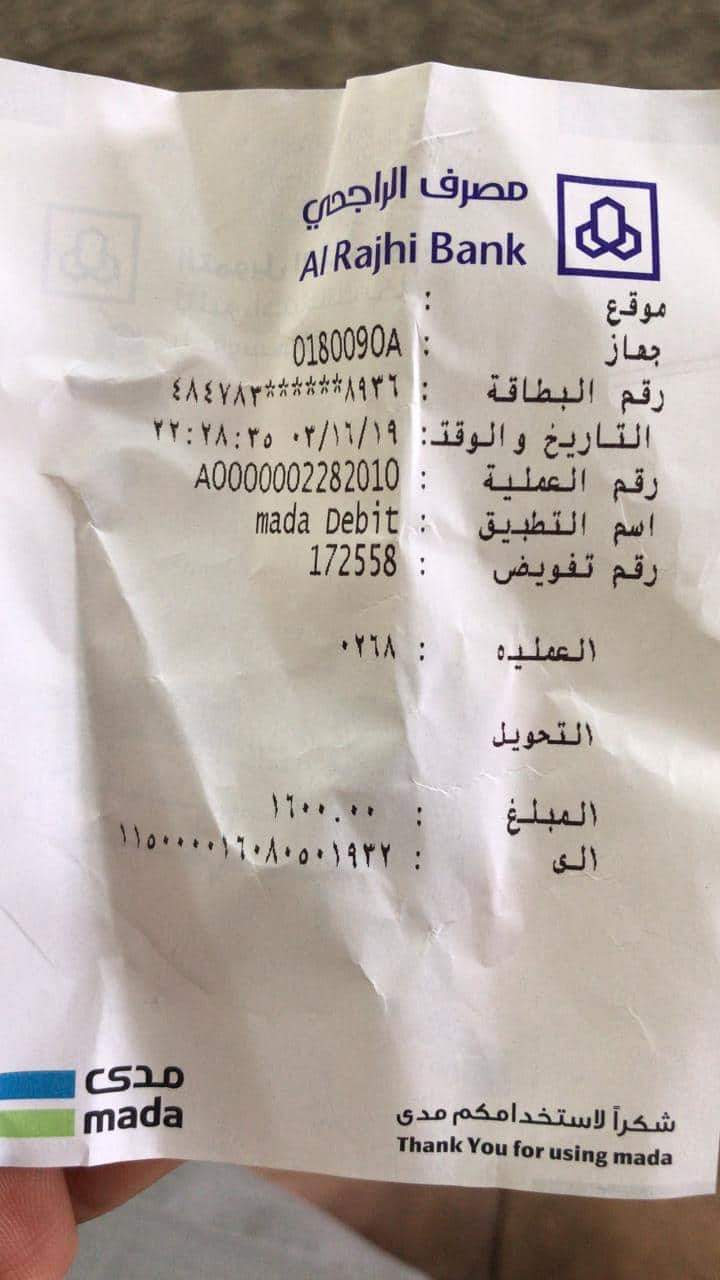 مصرف الراجحي
Al Rajhi Bank
موقع :
جهاز : 0180090A
رقم البطاقة : ٤٨٤٧٨٣******٨٩٣٦
التاريخ والوقت: ٠٣/١٦/١٩ ٢٢:٢٨:٣٥
رقم العملية : A0000002282010
اسم التطبيق : mada Debit
رقم تفويض : 172558
العمليه : ٠٢٦٨
التحويل
المبلغ : ١٦٠٠.٠٠
الى : ١١٥٠٠٠٠١٦٠٨٠٥٠١٩٣٢
مدى
mada
شكراً لاستخدامكم مدى
Thank You for using mada